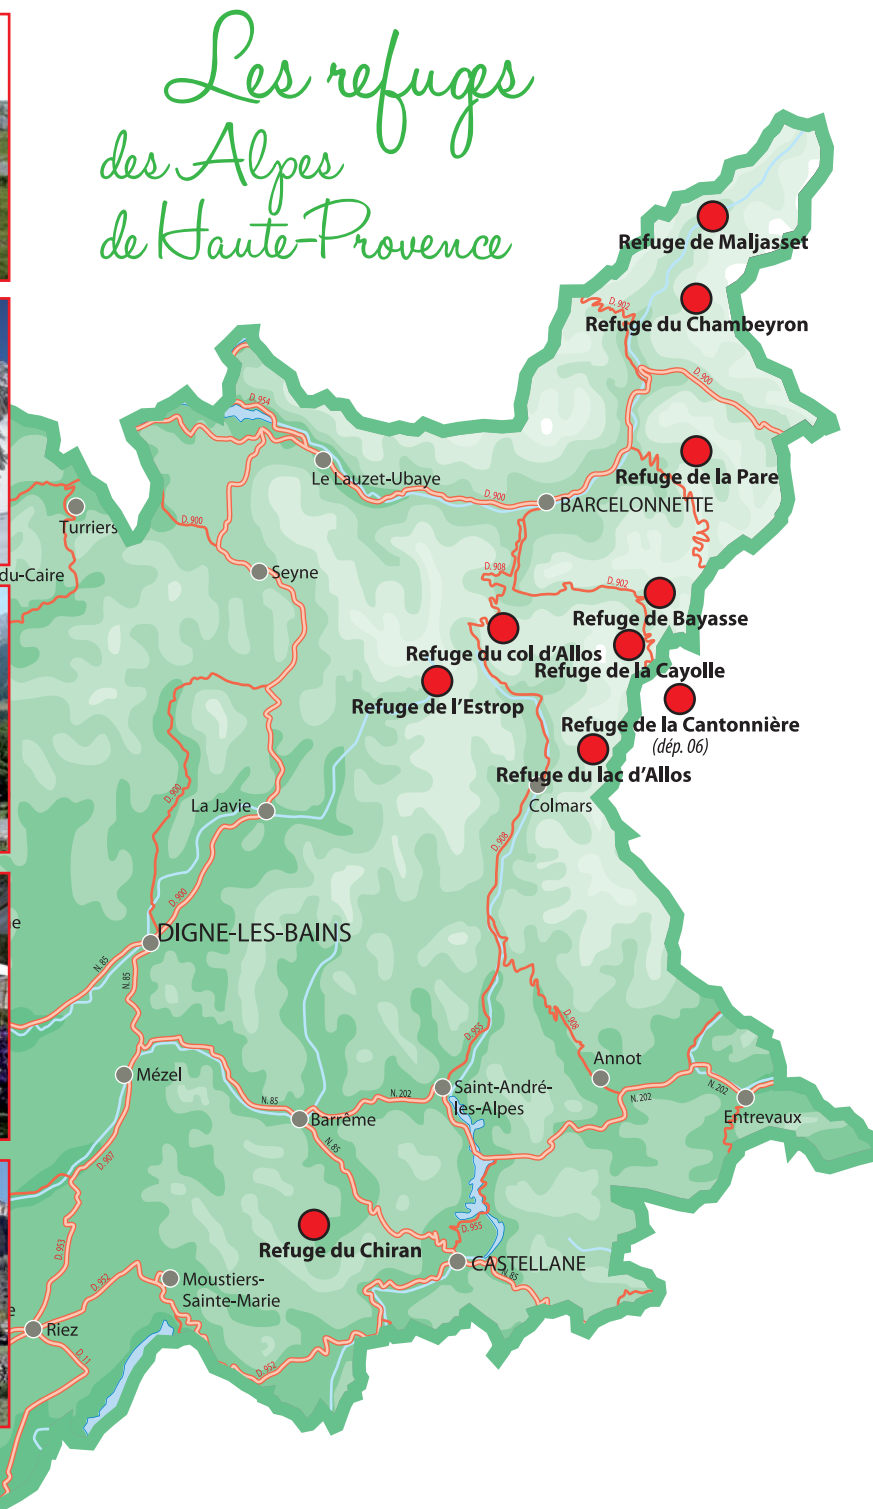 Les refuges
des Alpes
de Haute-Provence
Refuge de Maljasset
D. 902
Refuge du Chambeyron
D. 900
D. 954
Le Lauzet-Ubaye
Refuge de la Pare
D. 900
BARCELONNETTE
Turriers
D. 900
D. 908
du-Caire
Seyne
D. 902
Refuge de Bayasse
Refuge du col d'Allos
Refuge de la Cayolle
Refuge de l'Estrop
Refuge de la Cantonnière
(dép. 06)
Refuge du lac d'Allos
D. 900
La Javie
Colmars
D. 908
D. 900
e
DIGNE-LES-BAINS
N. 85
N. 85
D. 908
D. 955
Annot
Mézel
Saint-André-
les-Alpes
N. 202
N. 85
N. 202
N. 202
Entrevaux
Barrême
N. 85
D. 907
Refuge du Chiran
D. 955
D. 953
CASTELLANE
N. 85
D. 952
Moustiers-
Sainte-Marie
e
Riez
D. 11
D. 952